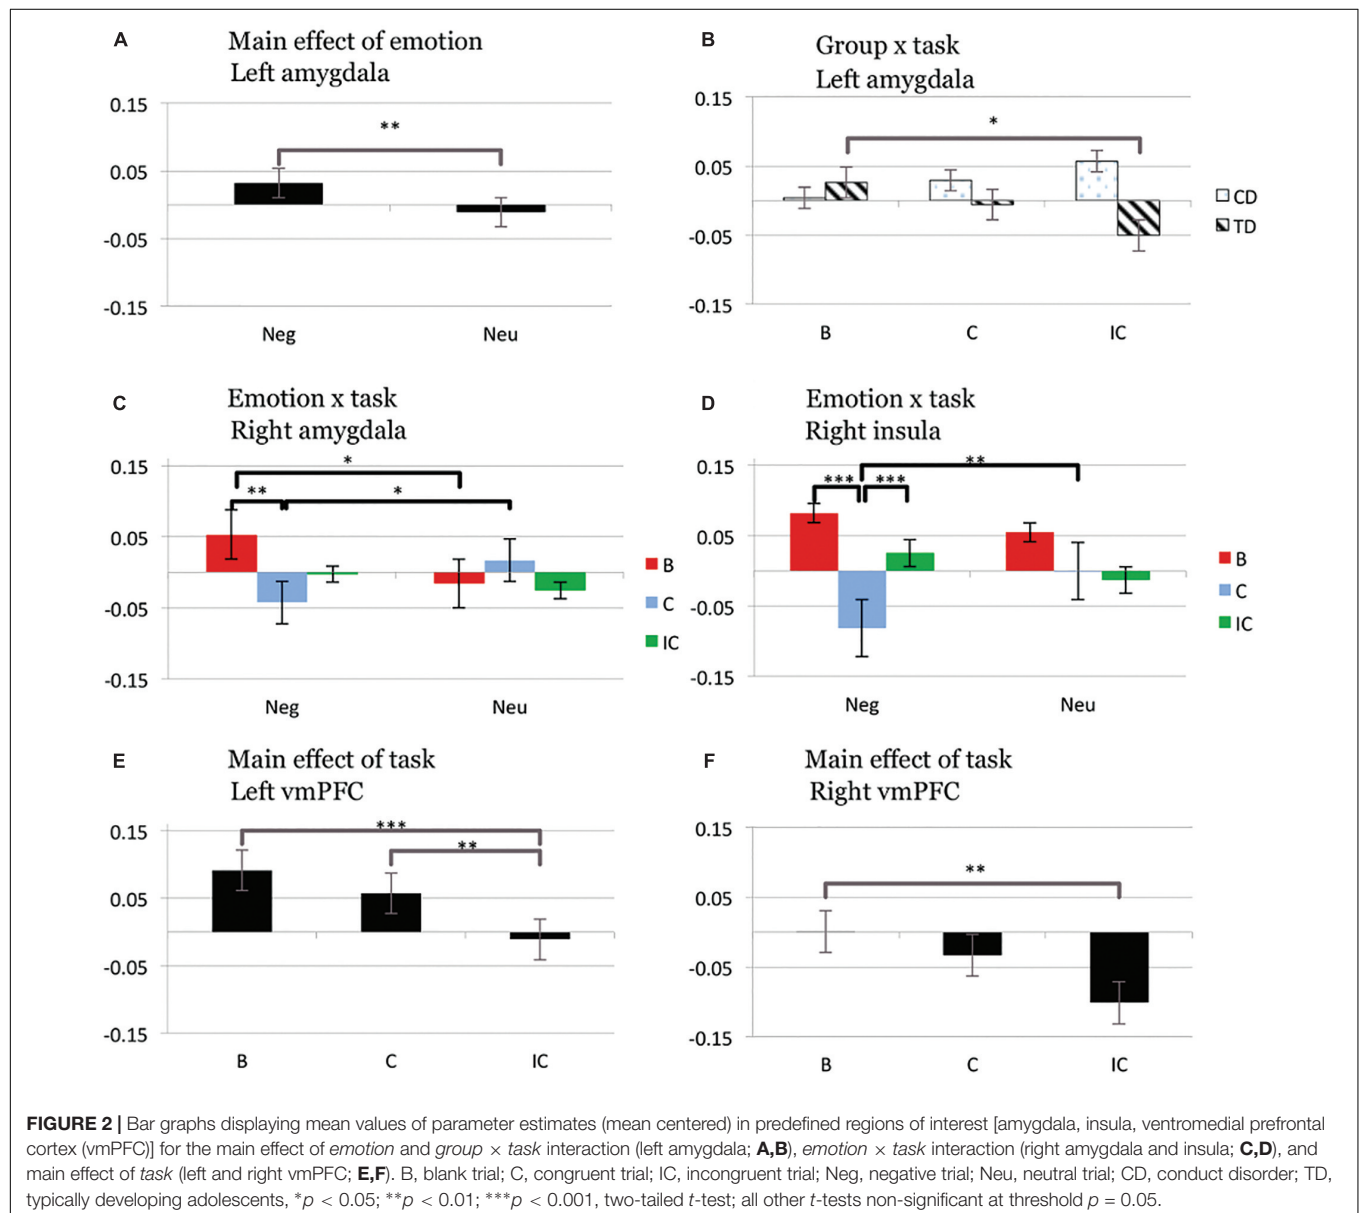 A
Main effect of emotion
Left amygdala
0.15
**
0.05
-0.05
-0.15
Neg
Neu
B
Group x task
Left amygdala
0.15
*
0.05
-0.05
-0.15
B
C
IC
CD
TD
C
Emotion x task
Right amygdala
0.15
*
**
*
0.05
-0.05
-0.15
Neg
Neu
B
C
IC
D
Emotion x task
Right insula
0.15
**
***
***
0.05
-0.05
-0.15
Neg
Neu
B
C
IC
E
Main effect of task
Left vmPFC
0.15
***
**
0.05
-0.05
-0.15
B
C
IC
F
Main effect of task
Right vmPFC
0.15
**
0.05
-0.05
-0.15
B
C
IC
FIGURE 2 | Bar graphs displaying mean values of parameter estimates (mean centered) in predefined regions of interest [amygdala, insula, ventromedial prefrontal
cortex (vmPFC)] for the main effect of emotion and group × task interaction (left amygdala; A,B), emotion × task interaction (right amygdala and insula; C,D), and
main effect of task (left and right vmPFC; E,F). B, blank trial; C, congruent trial; IC, incongruent trial; Neg, negative trial; Neu, neutral trial; CD, conduct disorder; TD,
typically developing adolescents, *p < 0.05; **p < 0.01; ***p < 0.001, two-tailed t-test; all other t-tests non-significant at threshold p = 0.05.